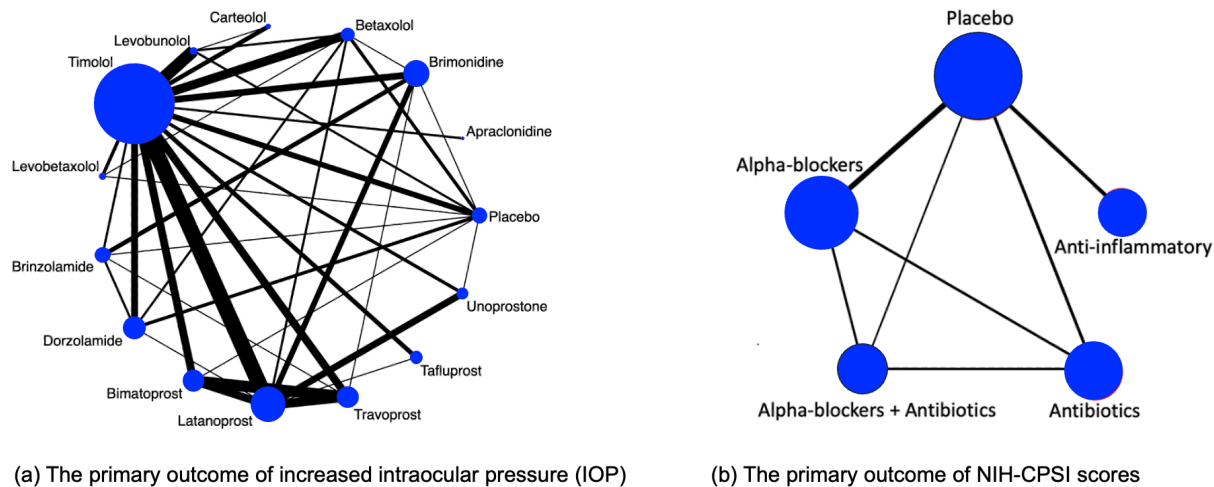 Carteolol
Betaxolol
Levobunolol
Timolol
Brimonidine
Apraclonidine
Levobetaxolol
Placebo
Brinzolamide
Unoprostone
Dorzolamide
Tafluprost
Bimatoprost
Travoprost
Latanoprost
(a) The primary outcome of increased intraocular pressure (IOP)
Placebo
Alpha-blockers
Anti-inflammatory
Alpha-blockers + Antibiotics
Antibiotics
(b) The primary outcome of NIH-CPSI scores